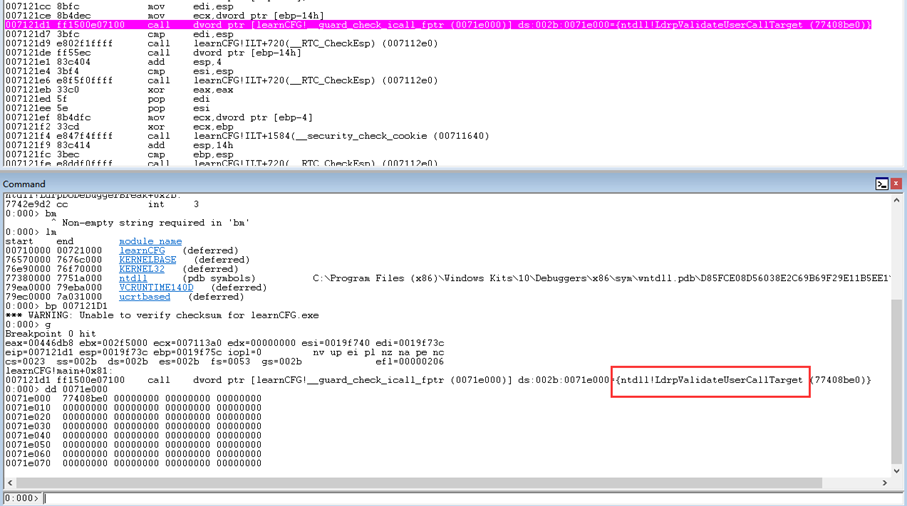 007121cc 8bfc mov edi,esp
007121ce 8b4dec mov ecx,dword ptr [ebp-14h]
007121d1 ff1500e07100 call dword ptr [learnCFG!__guard_check_icall_fptr (0071e000)] ds:002b:0071e000={ntdll!LdrpValidateUserCallTarget (77408be0)}
007121d7 3bfc cmp edi,esp
007121d9 e802f1ffff call learnCFG!ILT+720(__RTC_CheckEsp) (007112e0)
007121de ff55ec call dword ptr [ebp-14h]
007121e1 83c404 add esp,4
007121e4 3bf4 cmp esi,esp
007121e6 e8f5f0ffff call learnCFG!ILT+720(__RTC_CheckEsp) (007112e0)
007121eb 33c0 xor eax,eax
007121ed 5f pop edi
007121ee 5e pop esi
007121ef 8b4dfc mov ecx,dword ptr [ebp-4]
007121f2 33cd xor ecx,ebp
007121f4 e847f4ffff call learnCFG!ILT+1584(__security_check_cookie (00711640)
007121f9 83c414 add esp,14h
007121fc 3bec cmp ebp,esp
007121fe e8ddf0ffff call learnCFG!ILT+720(__RTC_CheckEsp) (007112e0)
Command
ntdll!LdrpDoDebuggerBreak+0x2b:
7742e9d2 cc int 3
0:000> bm
^ Non-empty string required in 'bm'
0:000> lm
start end module name
00710000 00721000 learnCFG (deferred)
76570000 7676c000 KERNELBASE (deferred)
76e90000 76f70000 KERNEL32 (deferred)
77380000 7751a000 ntdll (pdb symbols) C:\Program Files (x86)\Windows Kits\10\Debuggers\x86\sym\wntdll.pdb\D85FCE08D56038E2C69B69F29E11B5EE1\
79ea0000 79eba000 VCRUNTIME140D (deferred)
79ec0000 7a031000 ucrtbased (deferred)
0:000> bp 007121D1
*** WARNING: Unable to verify checksum for learnCFG.exe
0:000> g
Breakpoint 0 hit
eax=00446db8 ebx=002f5000 ecx=007113a0 edx=00000000 esi=0019f740 edi=0019f73c
eip=007121d1 esp=0019f73c ebp=0019f75c iopl=0 nv up ei pl nz na pe nc
cs=0023 ss=002b ds=002b es=002b fs=0053 gs=002b efl=00000206
learnCFG!main+0x81:
007121d1 ff1500e07100 call dword ptr [learnCFG!__guard_check_icall_fptr (0071e000)] ds:002b:0071e000={ntdll!LdrpValidateUserCallTarget (77408be0)}
0:000> dd 0071e000
0071e000 77408be0 00000000 00000000 00000000
0071e010 00000000 00000000 00000000 00000000
0071e020 00000000 00000000 00000000 00000000
0071e030 00000000 00000000 00000000 00000000
0071e040 00000000 00000000 00000000 00000000
0071e050 00000000 00000000 00000000 00000000
0071e060 00000000 00000000 00000000 00000000
0071e070 00000000 00000000 00000000 00000000
0:000>